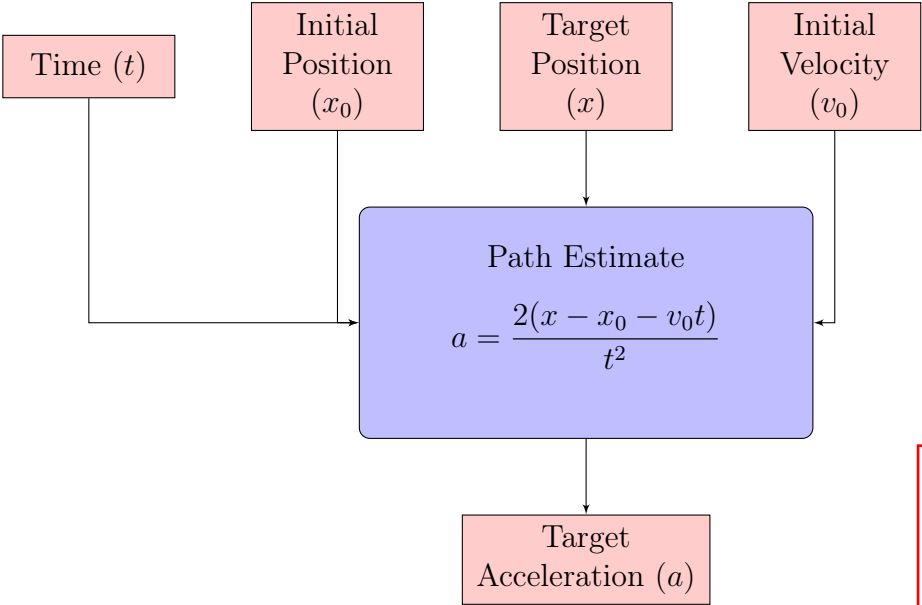 Time (t)
Initial
Position
(x₀)
Target
Position
(x)
Initial
Velocity
(v₀)
Path Estimate
a = 2(x − x₀ − v₀t) / t²
Target
Acceleration (a)